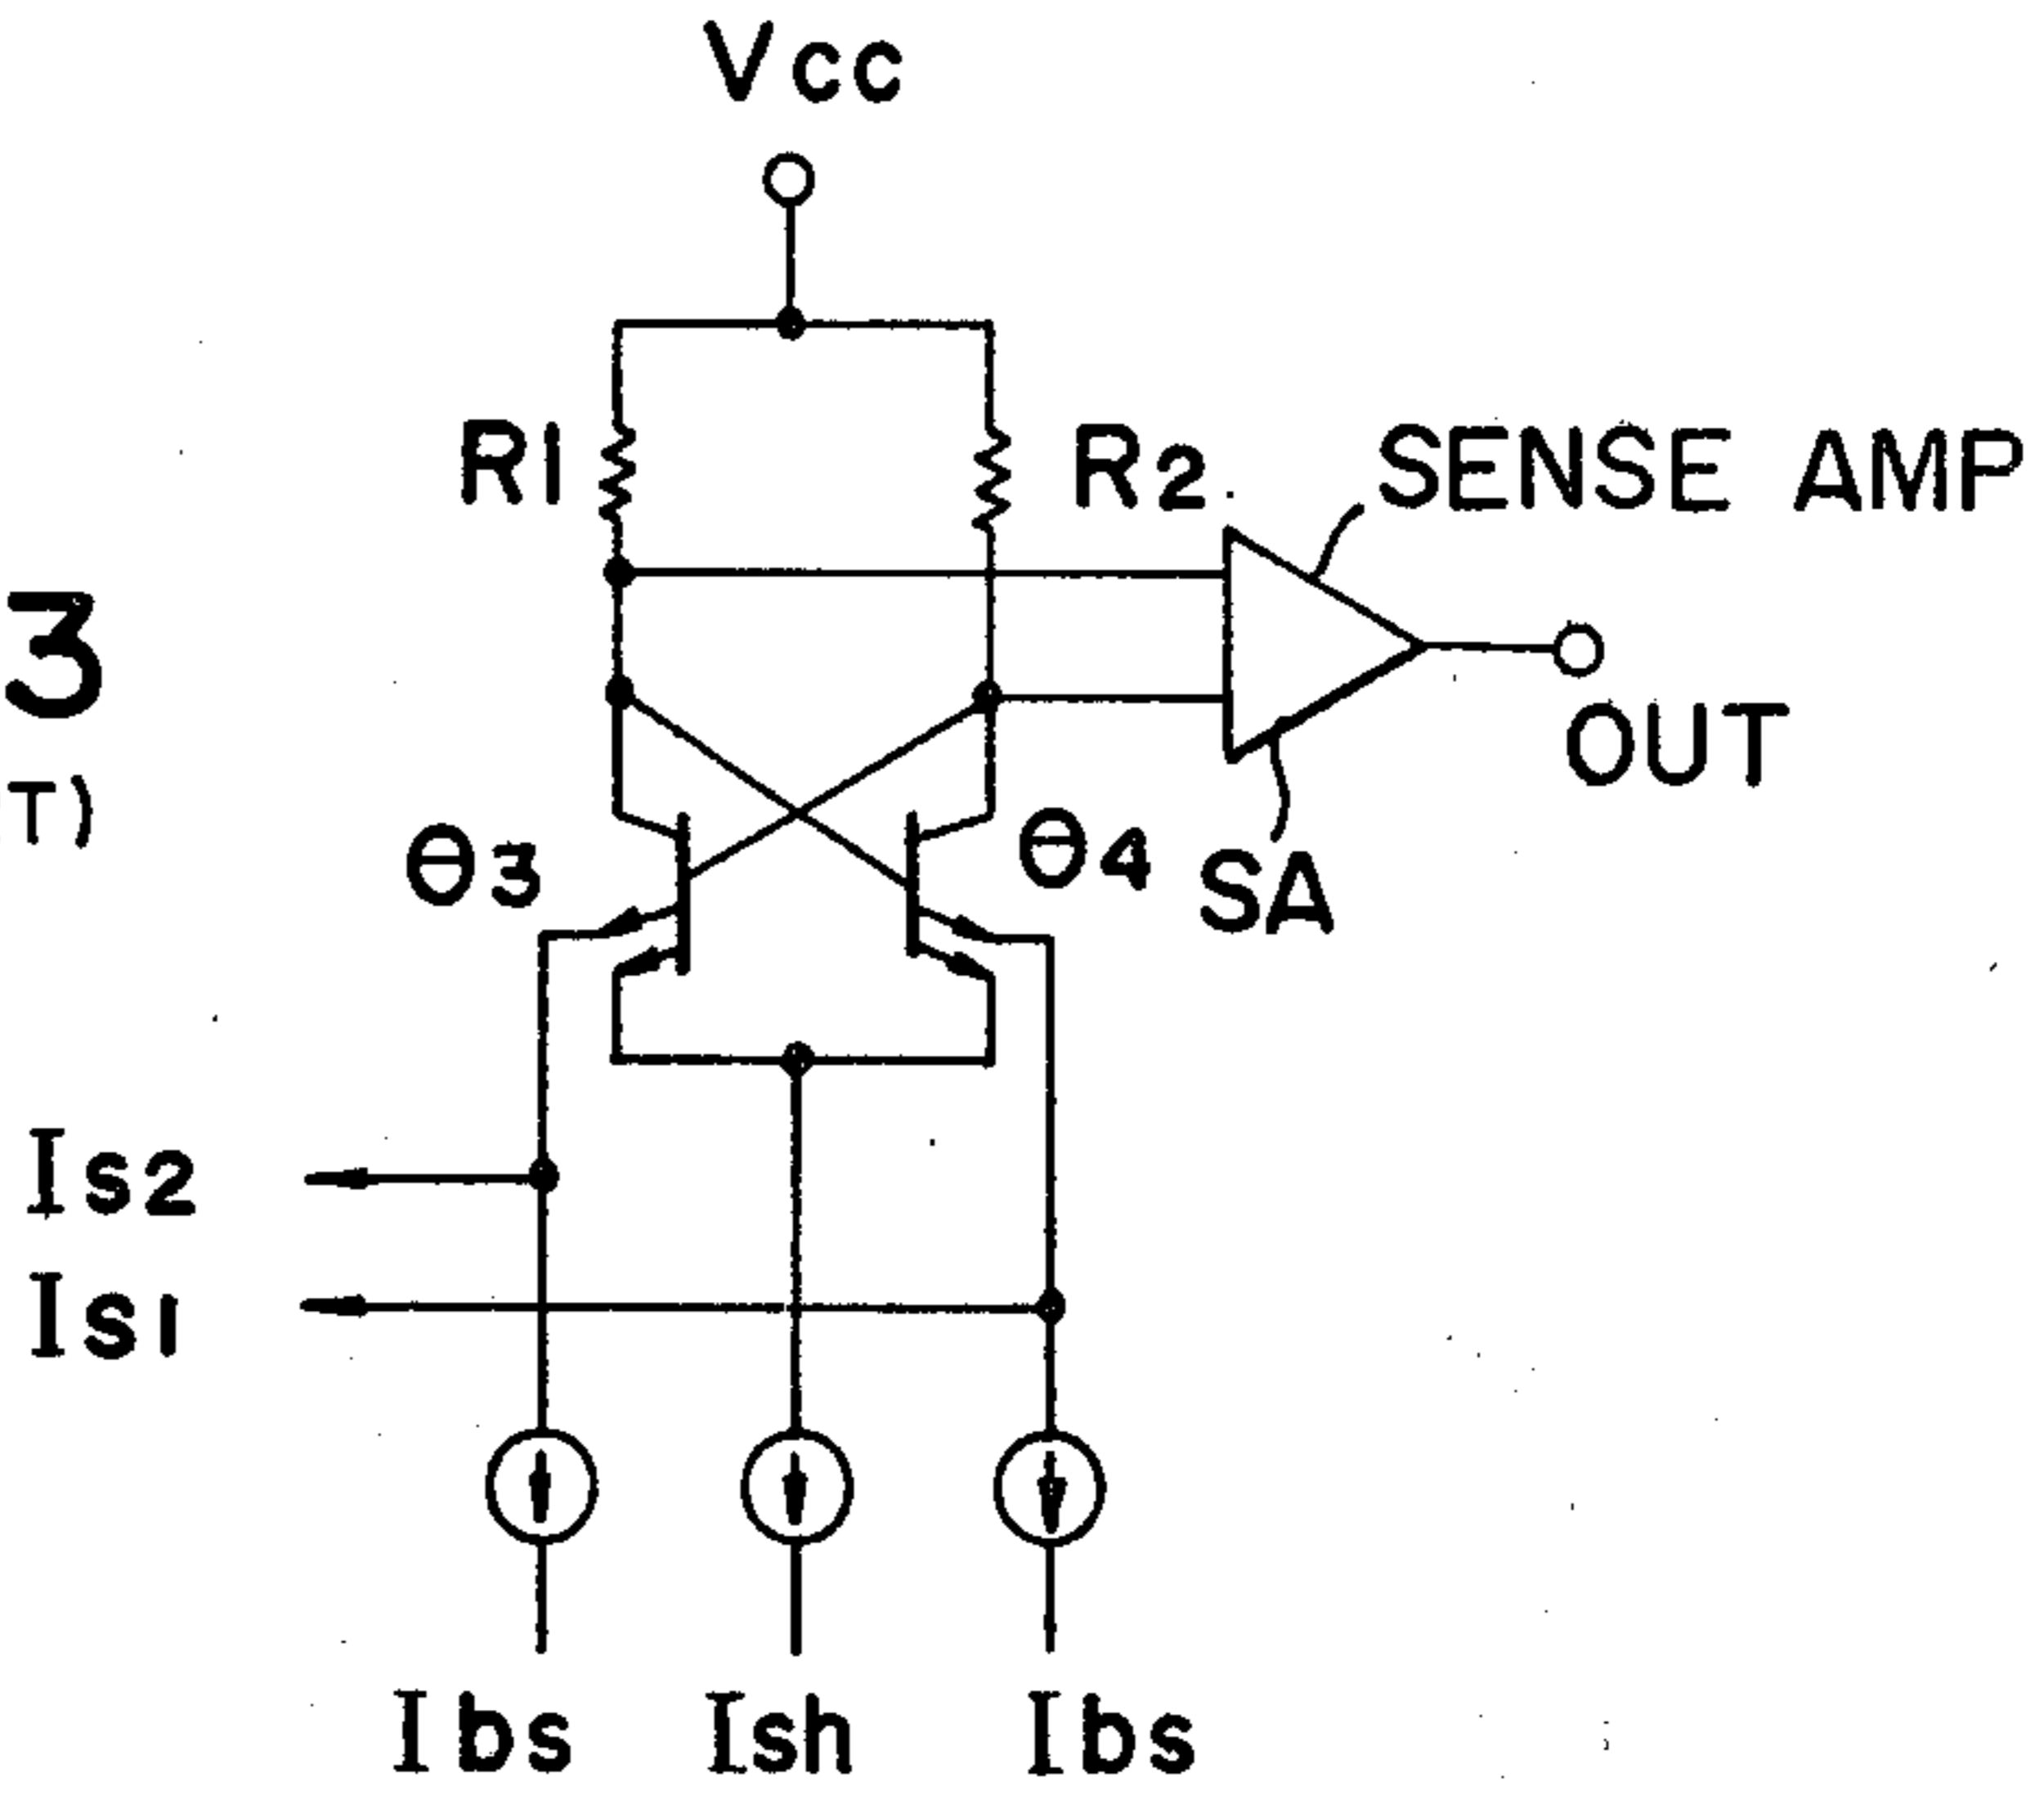 Vcc
R1
R2
SENSE AMP
3
T)
OUT
θ3
θ4
SA
Is2
Is1
Ibs
Ish
Ibs